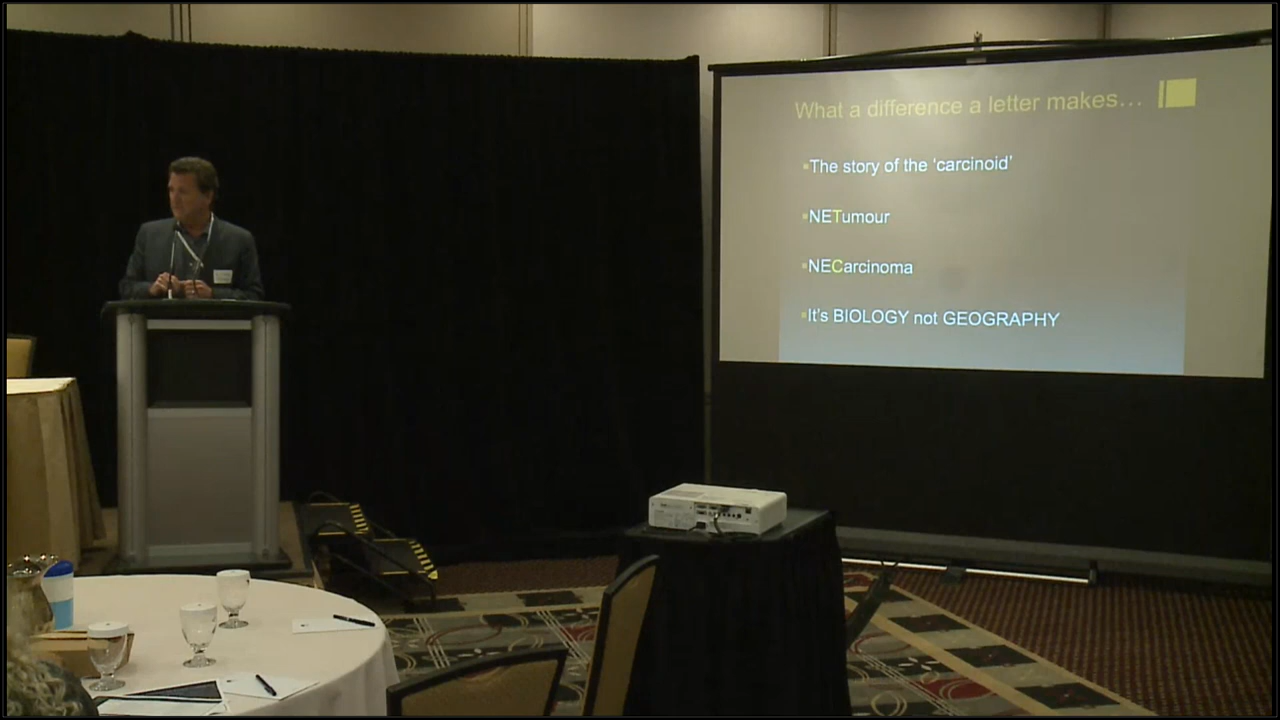 What a difference a letter makes…
▪The story of the ‘carcinoid’
▪NETumour
▪NECarcinoma
▪It's BIOLOGY not GEOGRAPHY